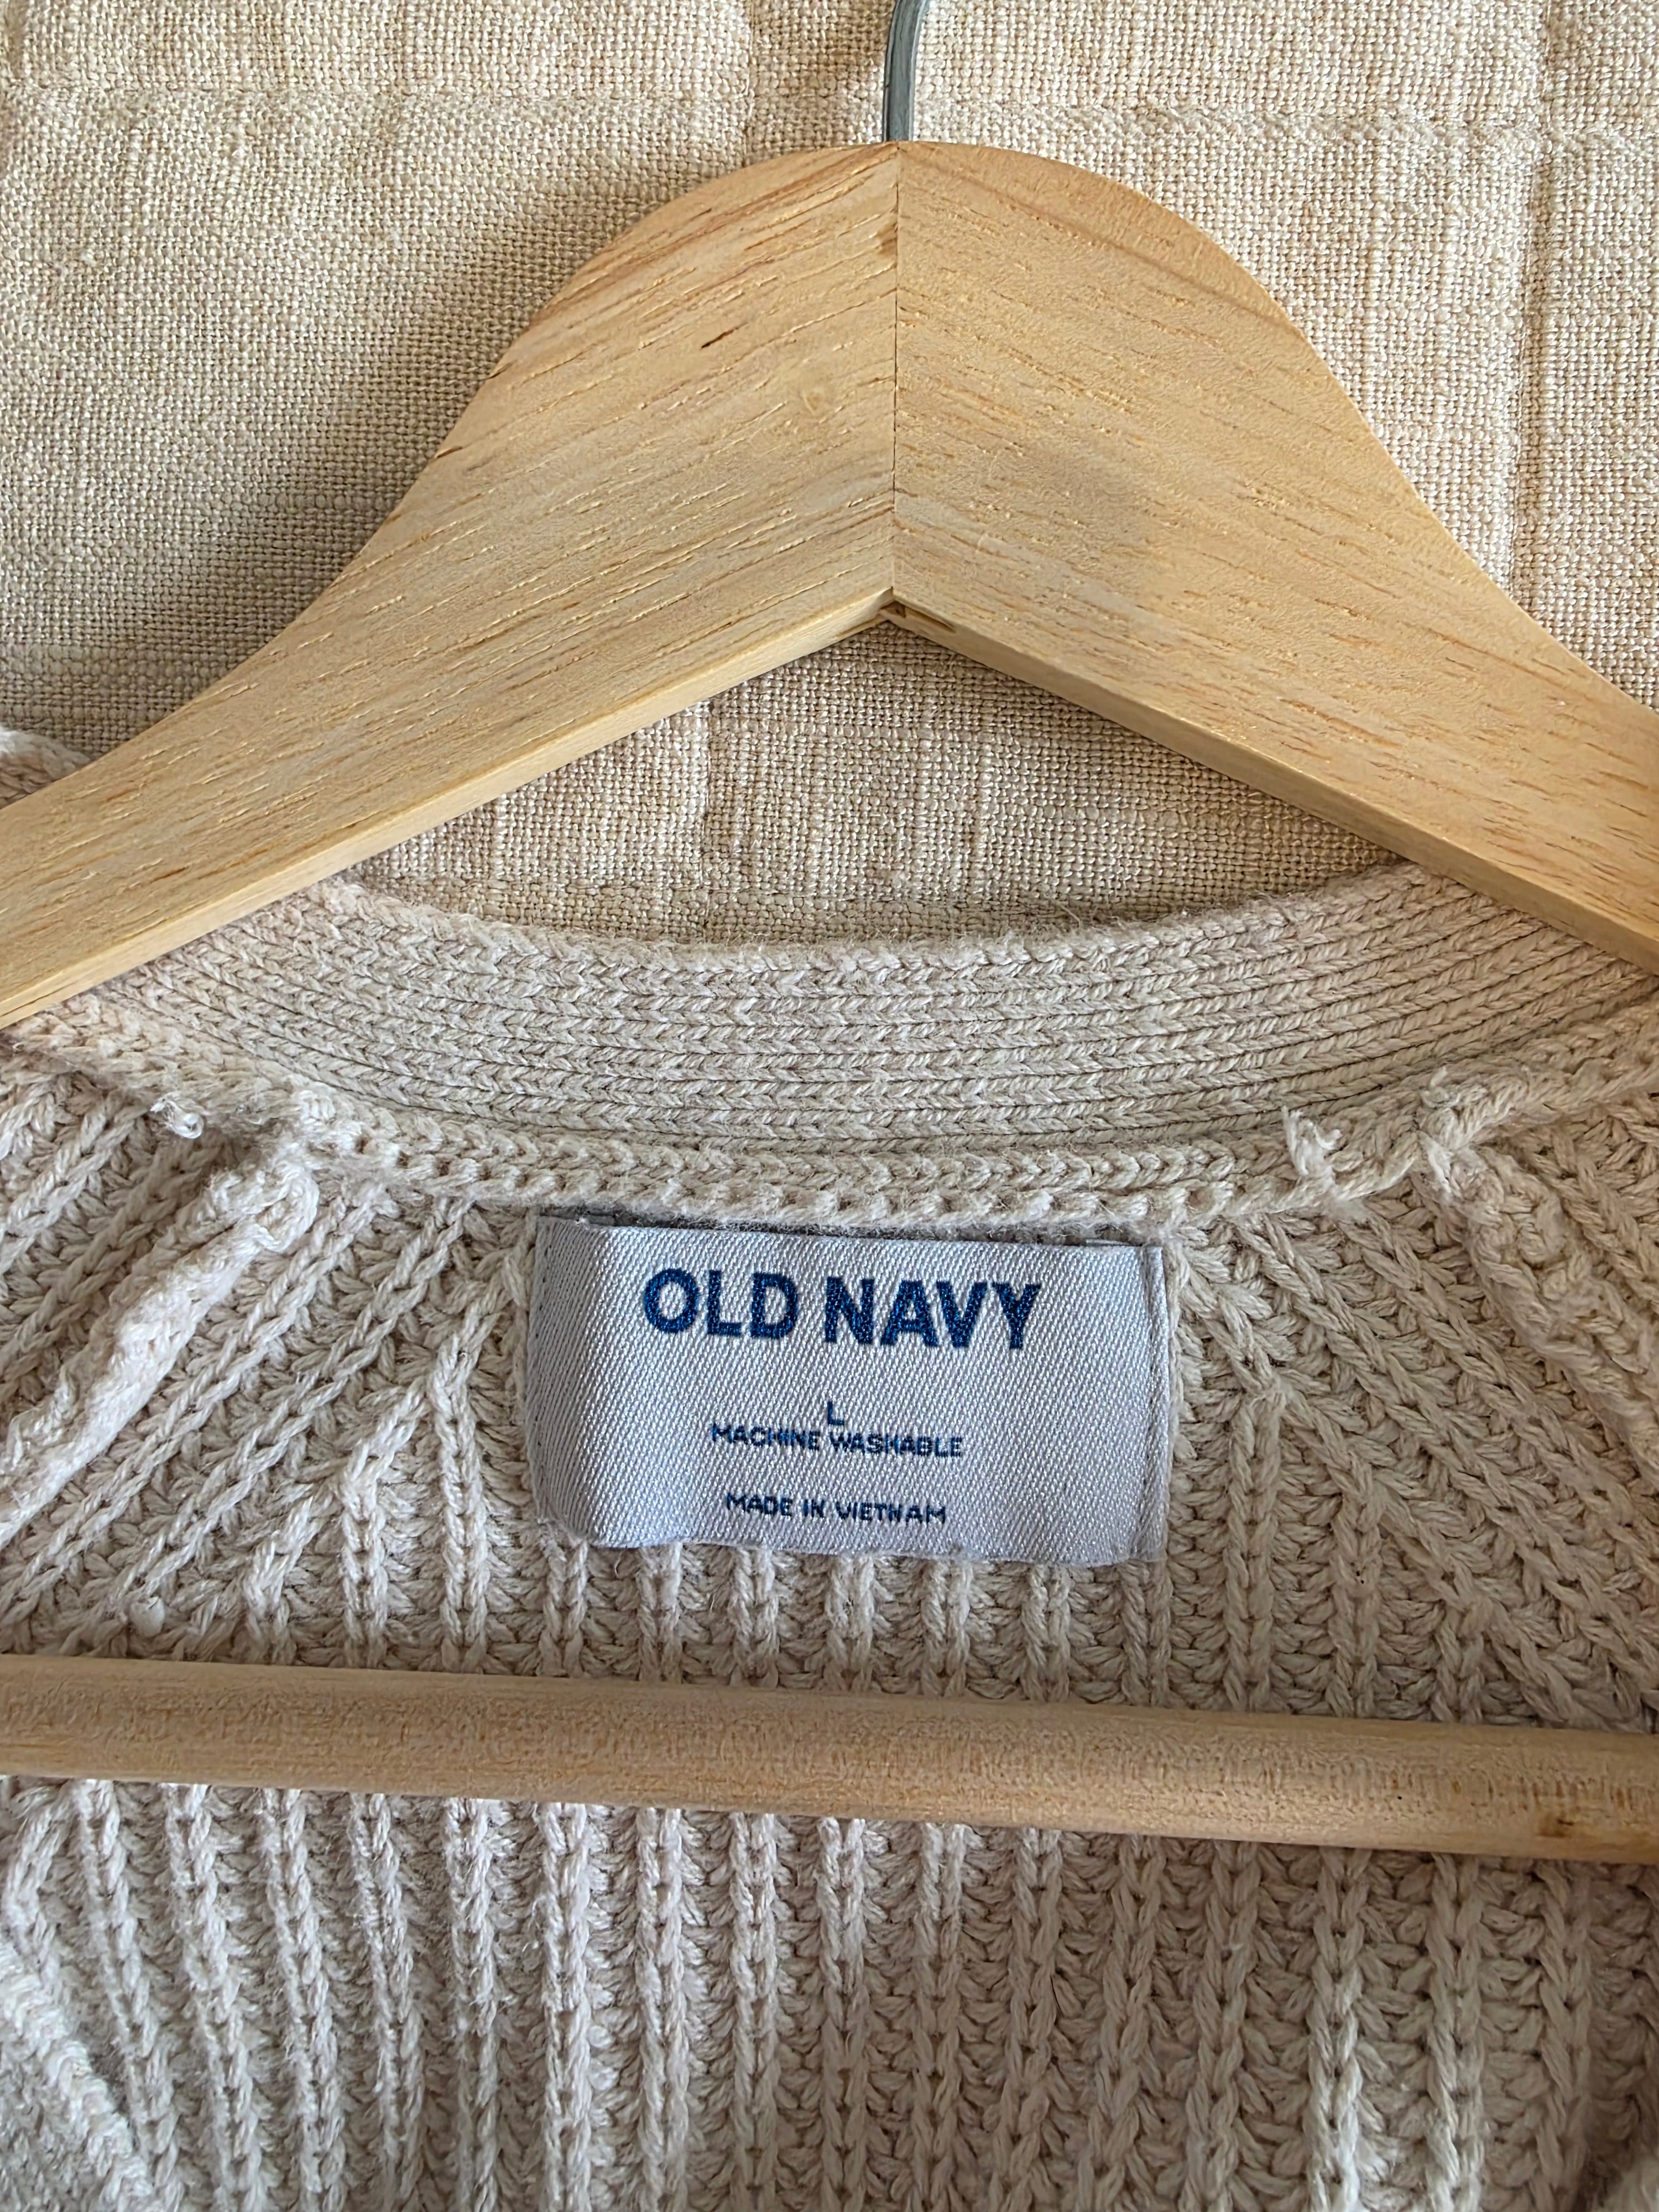 OLD NAVY
L
MACHINE WASHABLE
MADE IN VIETNAM